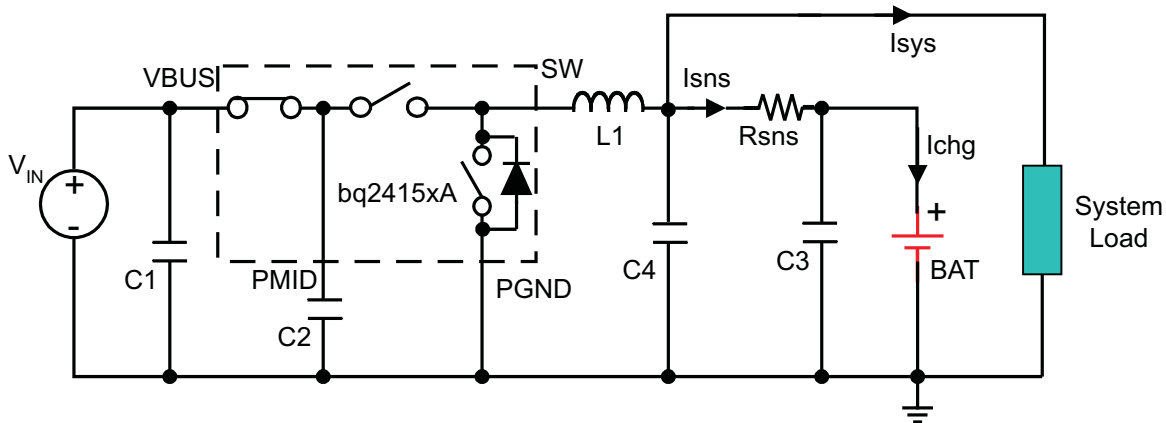 Isys
VBUS
SW
Isns
L1
Rsns
Ichg
VIN
+
-
bq2415xA
+
System
Load
C1
PMID
PGND
C4
C3
BAT
C2